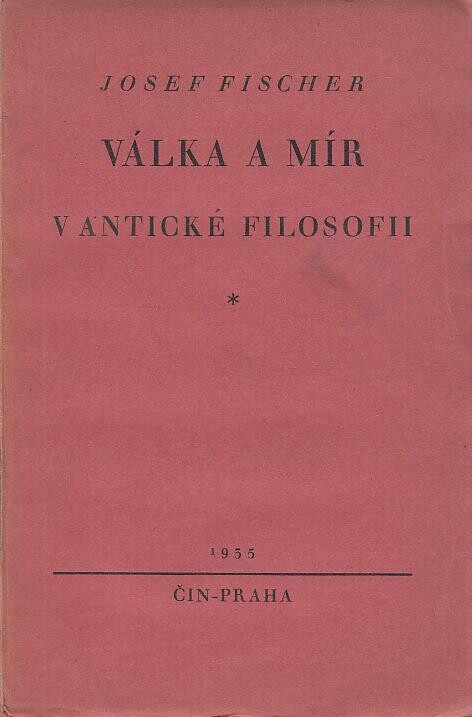 JOSEF FISCHER
VÁLKA A MÍR
V ANTICKÉ FILOSOFII
*
1935
ČIN-PRAHA